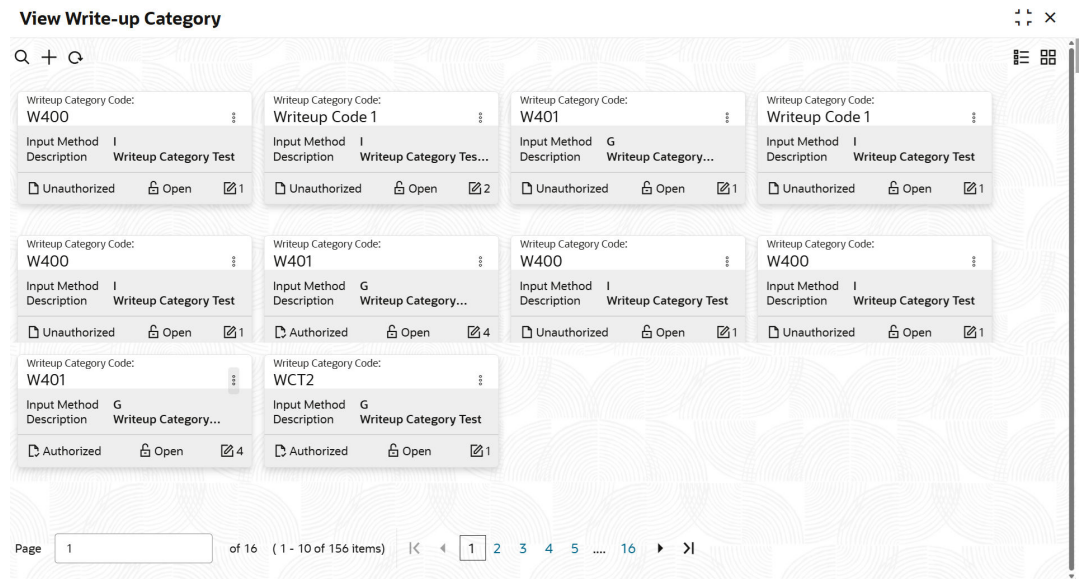 View Write-up Category
Writeup Category Code:
W400
Input Method I
Description Writeup Category Test
Unauthorized Open 1
Writeup Category Code:
Writeup Code 1
Input Method I
Description Writeup Category Tes...
Unauthorized Open 2
Writeup Category Code:
W401
Input Method G
Description Writeup Category...
Unauthorized Open 1
Writeup Category Code:
Writeup Code 1
Input Method I
Description Writeup Category Test
Unauthorized Open 1
Writeup Category Code:
W400
Input Method I
Description Writeup Category Test
Unauthorized Open 1
Writeup Category Code:
W401
Input Method G
Description Writeup Category...
Authorized Open 4
Writeup Category Code:
W400
Input Method I
Description Writeup Category Test
Unauthorized Open 1
Writeup Category Code:
W400
Input Method I
Description Writeup Category Test
Unauthorized Open 1
Writeup Category Code:
W401
Input Method G
Description Writeup Category...
Authorized Open 4
Writeup Category Code:
WCT2
Input Method G
Description Writeup Category Test
Authorized Open 1
Page 1 of 16 ( 1 - 10 of 156 items) 1 2 3 4 5 .... 16